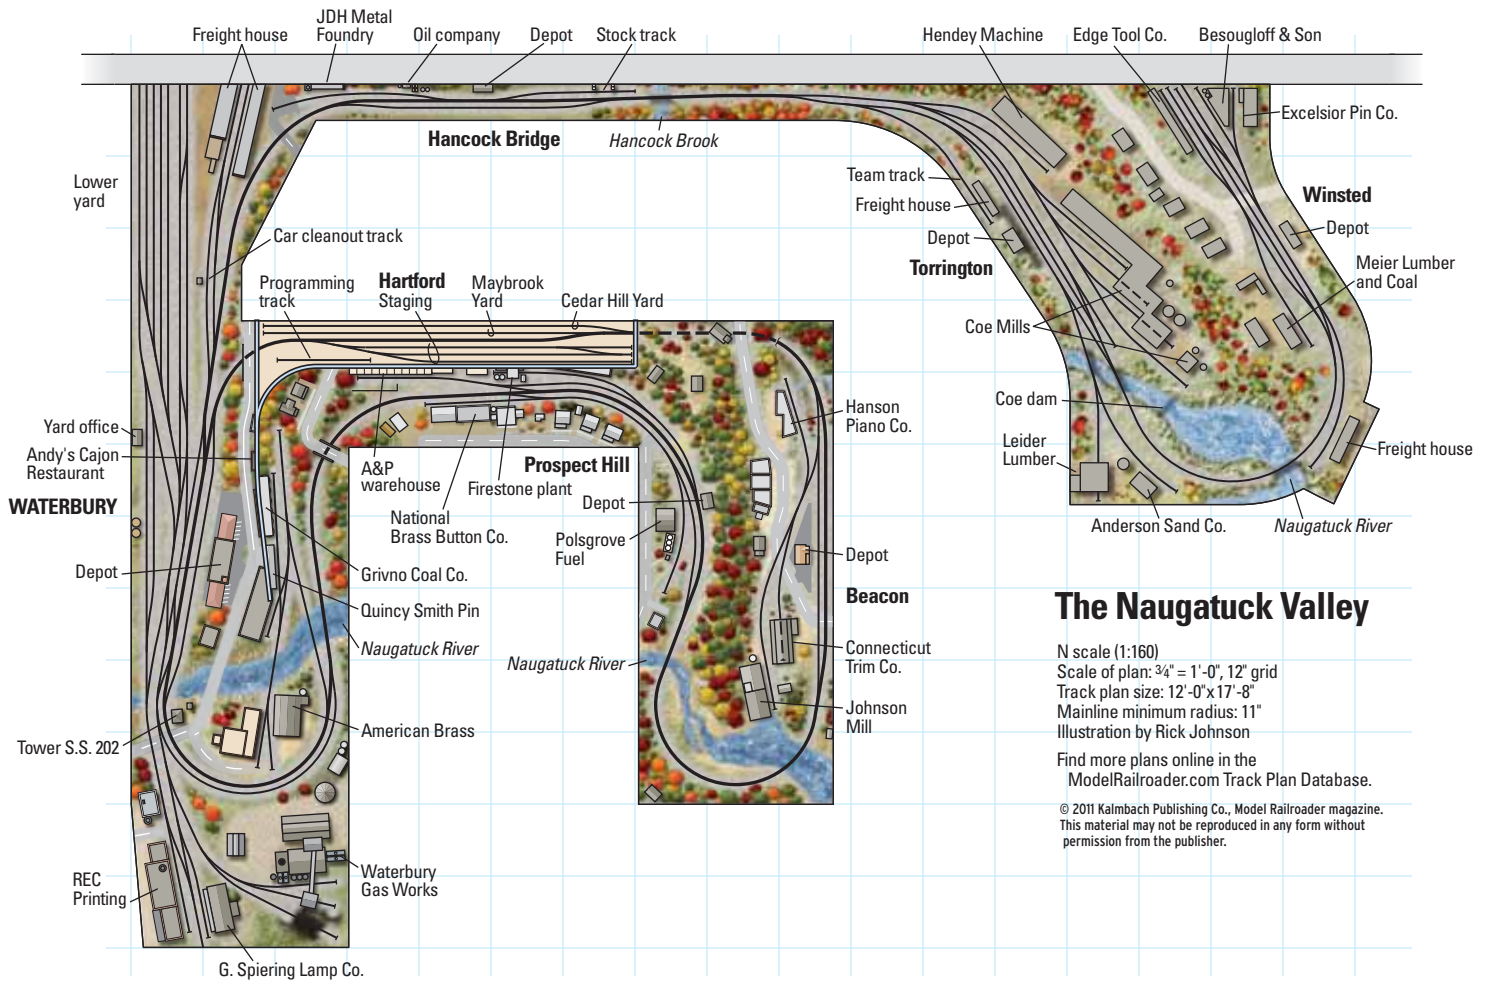 Freight house
JDH Metal
Foundry
Oil company
Depot
Stock track
Hendey Machine
Edge Tool Co.
Besougloff & Son
Excelsior Pin Co.
Hancock Bridge
Hancock Brook
Lower
yard
Team track
Freight house
Depot
Torrington
Winsted
Depot
Meier Lumber
and Coal
Car cleanout track
Programming
track
Hartford
Staging
Maybrook
Yard
Cedar Hill Yard
Coe Mills
Coe dam
Leider
Lumber
Freight house
Anderson Sand Co.
Naugatuck River
Yard office
Andy's Cajon
Restaurant
WATERBURY
A&P
warehouse
Prospect Hill
Firestone plant
National
Brass Button Co.
Depot
Polsgrove
Fuel
Hanson
Piano Co.
Depot
Beacon
Depot
Grivno Coal Co.
Quincy Smith Pin
Naugatuck River
Naugatuck River
Connecticut
Trim Co.
Johnson
Mill
American Brass
Tower S.S. 202
REC
Printing
Waterbury
Gas Works
G. Spiering Lamp Co.
The Naugatuck Valley
N scale (1:160)
Scale of plan: ¾" = 1'-0", 12" grid
Track plan size: 12'-0"x 17'-8"
Mainline minimum radius: 11"
Illustration by Rick Johnson
Find more plans online in the
ModelRailroader.com Track Plan Database.
© 2011 Kalmbach Publishing Co., Model Railroader magazine.
This material may not be reproduced in any form without
permission from the publisher.